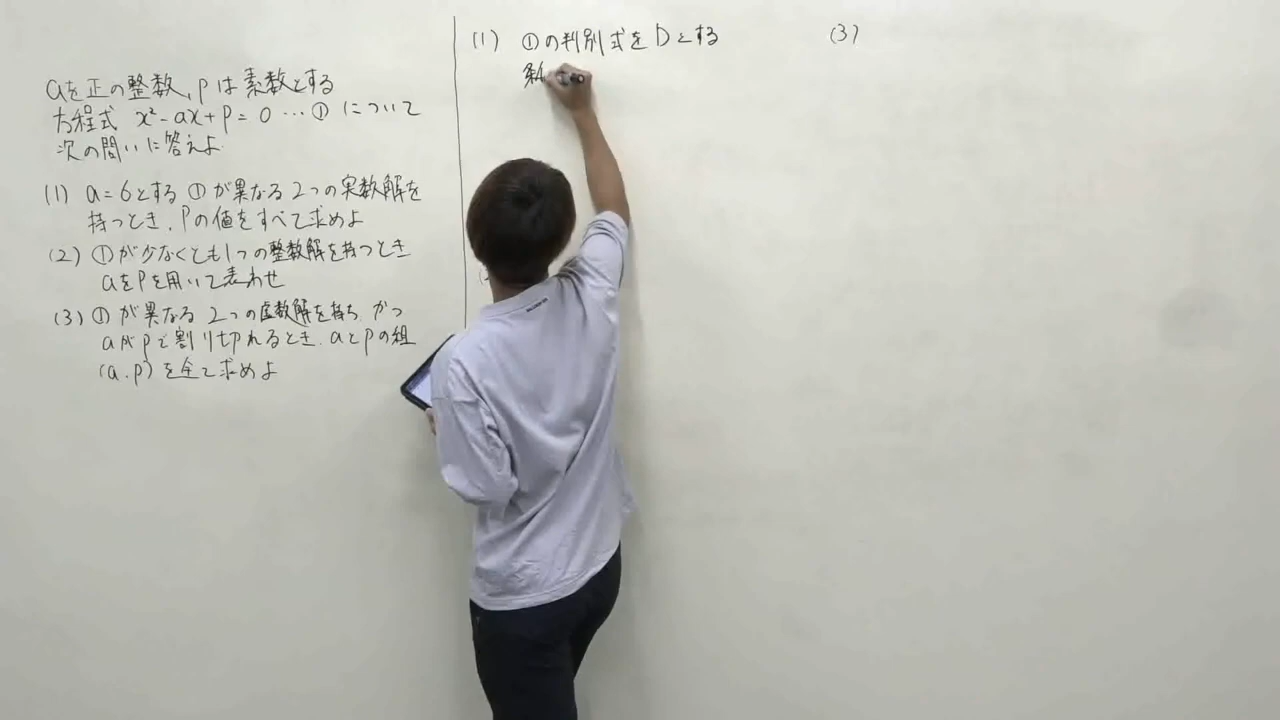 aを正の整数、pは素数とする
方程式 x²-ax+p=0…① について
次の問いに答えよ
(1) a=6とする ①が異なる2つの実数解を
持つとき、Pの値をすべて求めよ
(2) ①が少なくとも1つの整数解を持つとき
aをPを用いて表わせ
(3) ①が異なる2つの虚数解を持ち、かつ
aがpで割り切れるとき、aとpの組
(a,p)を全て求めよ
(1) ①の判別式をDとする
条
(3)